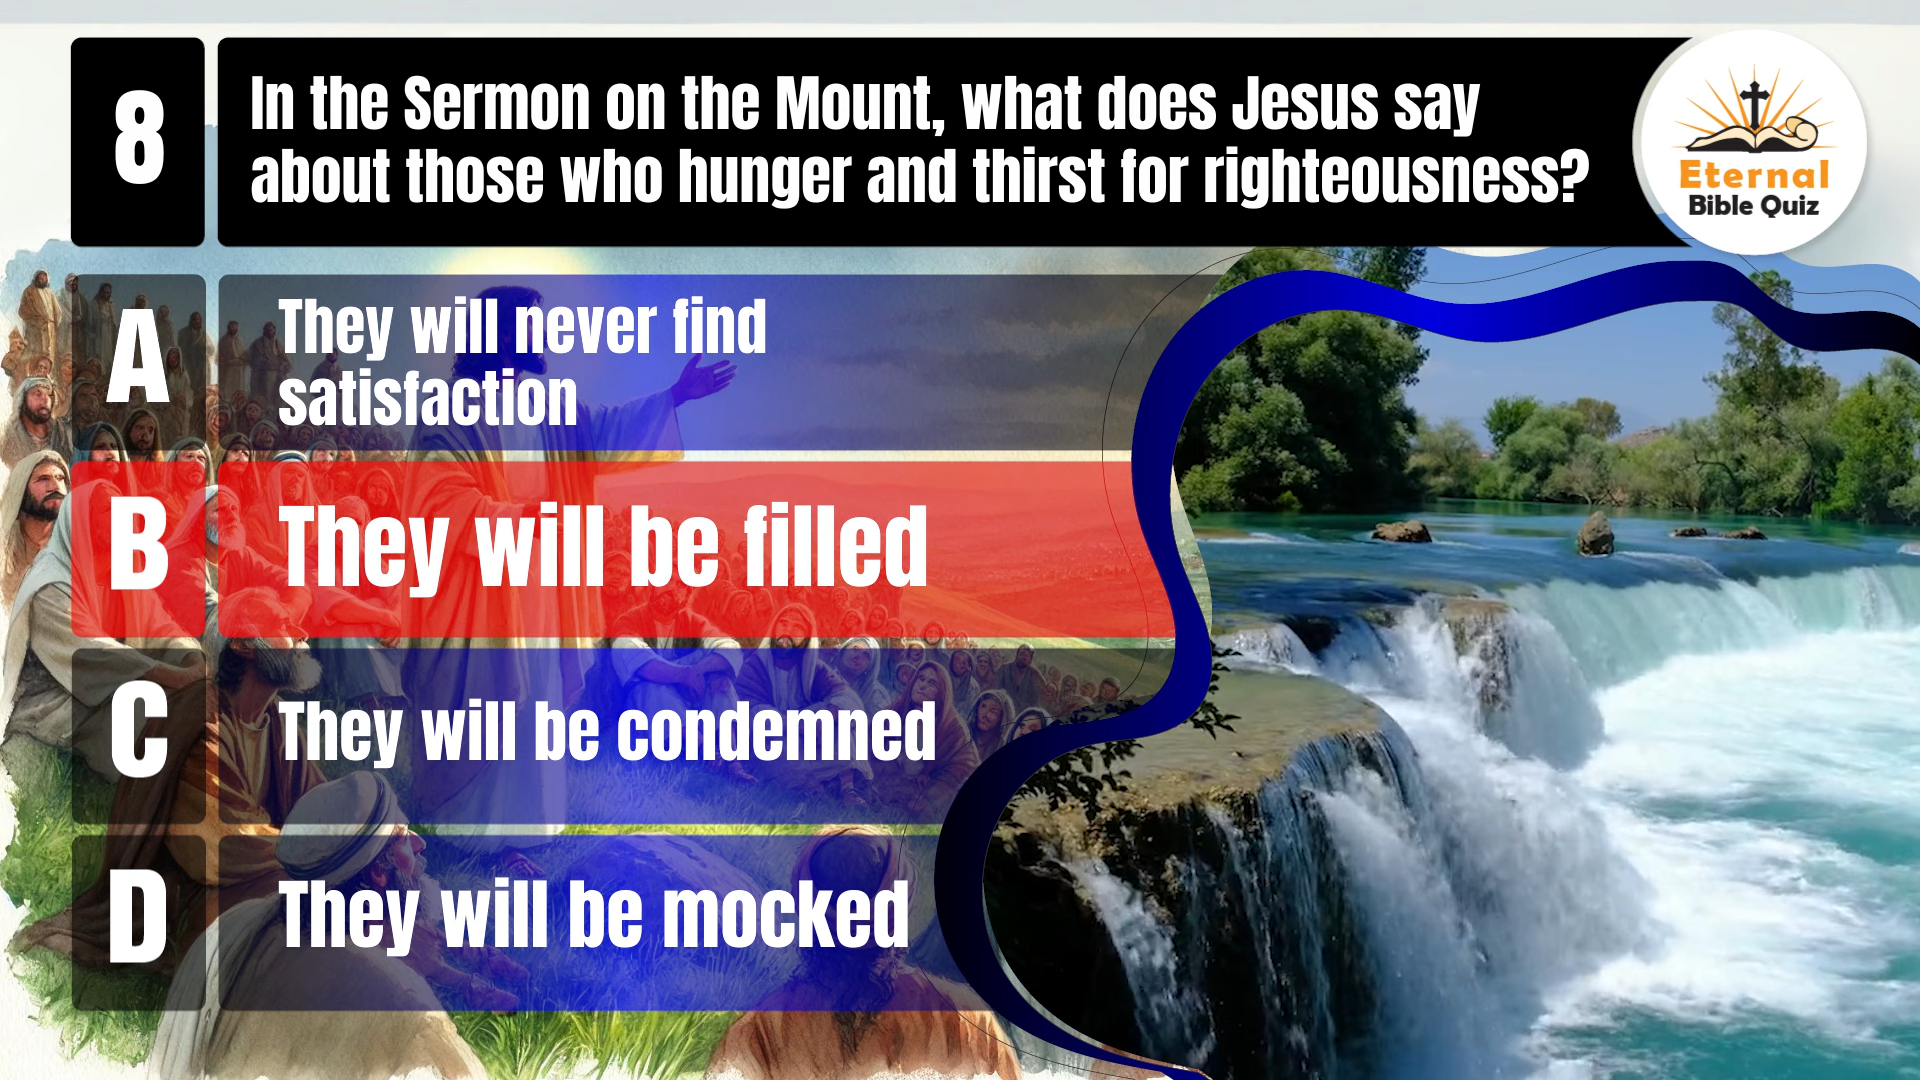 8
In the Sermon on the Mount, what does Jesus say
about those who hunger and thirst for righteousness?
Eternal
Bible Quiz
A
They will never find
satisfaction
B
They will be filled
C
They will be condemned
D
They will be mocked